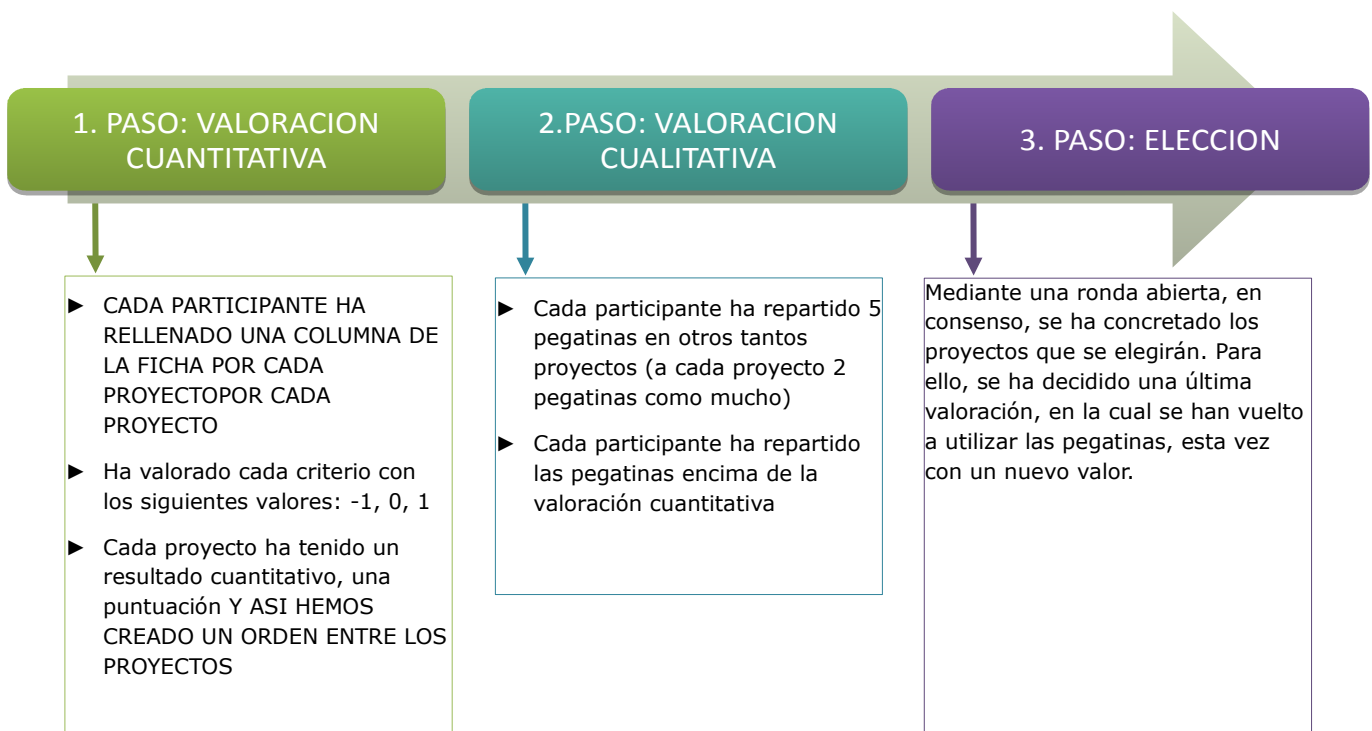 1. PASO: VALORACION
CUANTITATIVA
2.PASO: VALORACION
CUALITATIVA
3. PASO: ELECCION
► CADA PARTICIPANTE HA
RELLENADO UNA COLUMNA DE
LA FICHA POR CADA
PROYECTOPOR CADA
PROYECTO
► Ha valorado cada criterio con
los siguientes valores: -1, 0, 1
► Cada proyecto ha tenido un
resultado cuantitativo, una
puntuación Y ASI HEMOS
CREADO UN ORDEN ENTRE LOS
PROYECTOS
► Cada participante ha repartido 5
pegatinas en otros tantos
proyectos (a cada proyecto 2
pegatinas como mucho)
► Cada participante ha repartido
las pegatinas encima de la
valoración cuantitativa
Mediante una ronda abierta, en
consenso, se ha concretado los
proyectos que se elegirán. Para
ello, se ha decidido una última
valoración, en la cual se han vuelto
a utilizar las pegatinas, esta vez
con un nuevo valor.